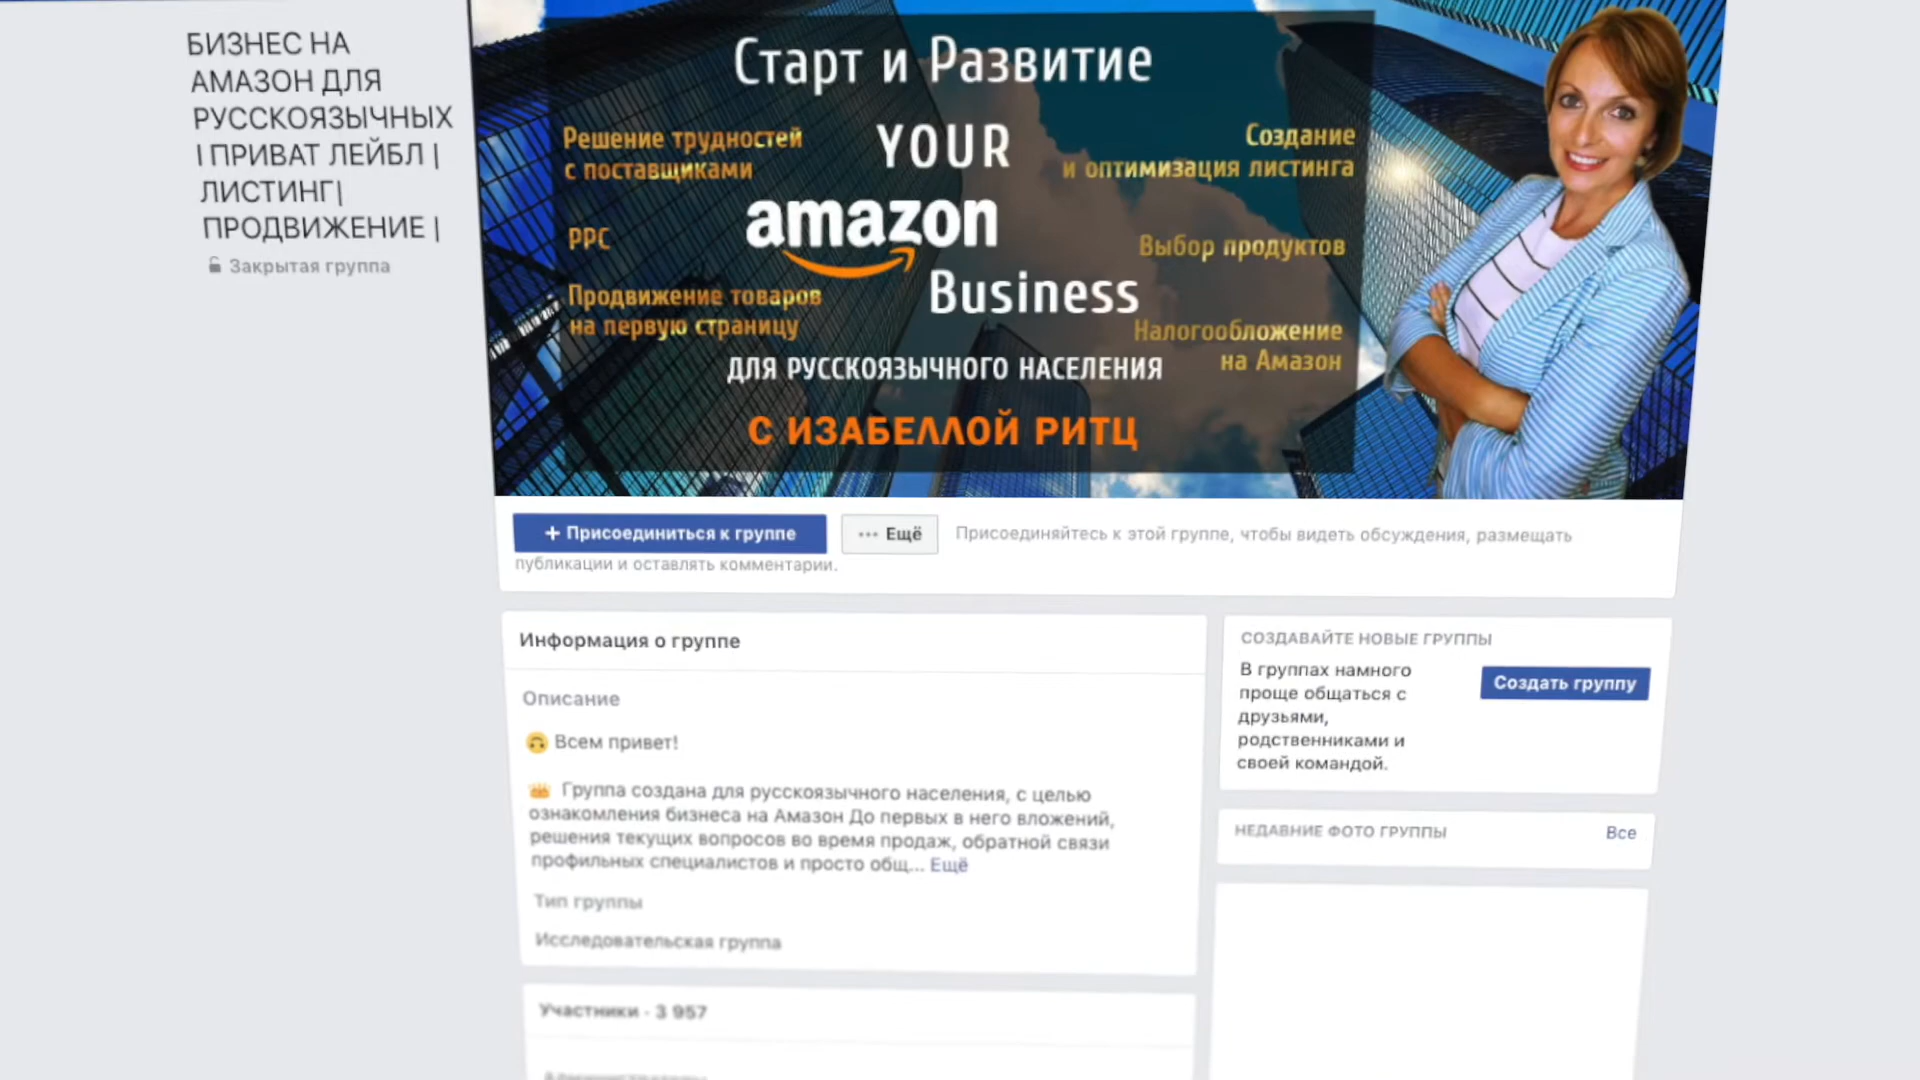 БИЗНЕС НА
АМАЗОН ДЛЯ
РУССКОЯЗЫЧНЫХ
I ПРИВАТ ЛЕЙБЛ |
ЛИСТИНГ|
ПРОДВИЖЕНИЕ |
Закрытая группа
Старт и Развитие
YOUR
amazon
Business
ДЛЯ РУССКОЯЗЫЧНОГО НАСЕЛЕНИЯ
С ИЗАБЕЛЛОЙ РИТЦ
Решение трудностей
с поставщиками
PPC
Продвижение товаров
на первую страницу
Создание
и оптимизация листинга
Выбор продуктов
Налогообложение
на Амазон
+ Присоединиться к группе
••• Ещё
Присоединяйтесь к этой группе, чтобы видеть обсуждения, размещать
публикации и оставлять комментарии.
Информация о группе
Описание
🙃 Всем привет!
Группа создана для русскоязычного населения, с целью
ознакомления бизнеса на Амазон До первых в него вложений,
решения текущих вопросов во время продаж, обратной связи
профильных специалистов и просто общ... Ещё
Тип группы
Исследовательская группа
Участники · 3 957
Администраторы
СОЗДАВАЙТЕ НОВЫЕ ГРУППЫ
В группах намного
проще общаться с
друзьями,
родственниками и
своей командой.
Создать группу
НЕДАВНИЕ ФОТО ГРУППЫ
Все